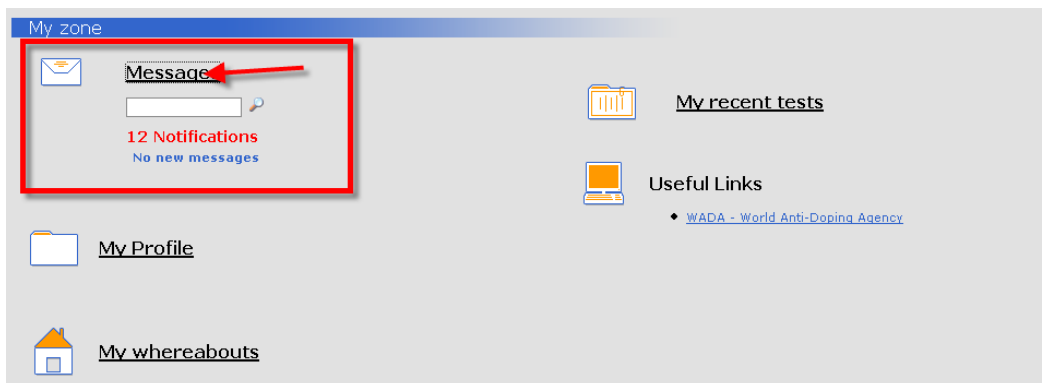 My zone
Messages
12 Notifications
No new messages
My Profile
My whereabouts
My recent tests
Useful Links
WADA - World Anti-Doping Agency